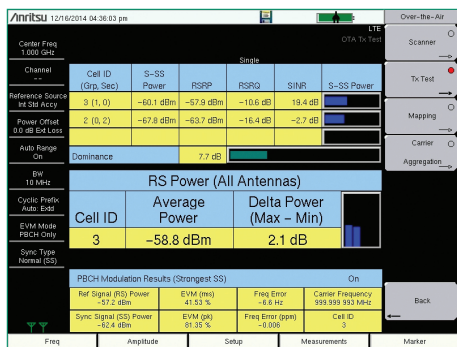 Anritsu 12/16/2014 04:36:03 pm
Over-the-Air
LTE
OTA Tx Test
Center Freq
1.000 GHz
Channel
--
Reference Source
Int Std Accy
Power Offset
0.0 dB Ext Loss
Auto Range
On
BW
10 MHz
Cyclic Prefix
Auto: Extd
EVM Mode
PBCH Only
Sync Type
Normal (SS)
Single
Cell ID S-SS
(Grp, Sec) Power RSRP RSRQ SINR S-SS Power
3 (1, 0) -60.1 dBm -57.9 dBm -10.6 dB 19.4 dB
2 (0, 2) -67.8 dBm -63.7 dBm -16.4 dB -2.7 dB
Dominance 7.7 dB
RS Power (All Antennas)
Cell ID Average Power Delta Power (Max - Min)
3 -58.8 dBm 2.1 dB
PBCH Modulation Results (Strongest SS) On
Ref Signal (RS) Power EVM (rms) Freq Error Carrier Frequency
-57.2 dBm 41.53 % -6.6 Hz 999.999 993 MHz
Sync Signal (SS) Power EVM (pk) Freq Error (ppm) Cell ID
-62.4 dBm 81.35 % -0.006 3
Scanner
Tx Test
Mapping
Carrier
Aggregation
Back
Freq Amplitude Setup Measurements Marker